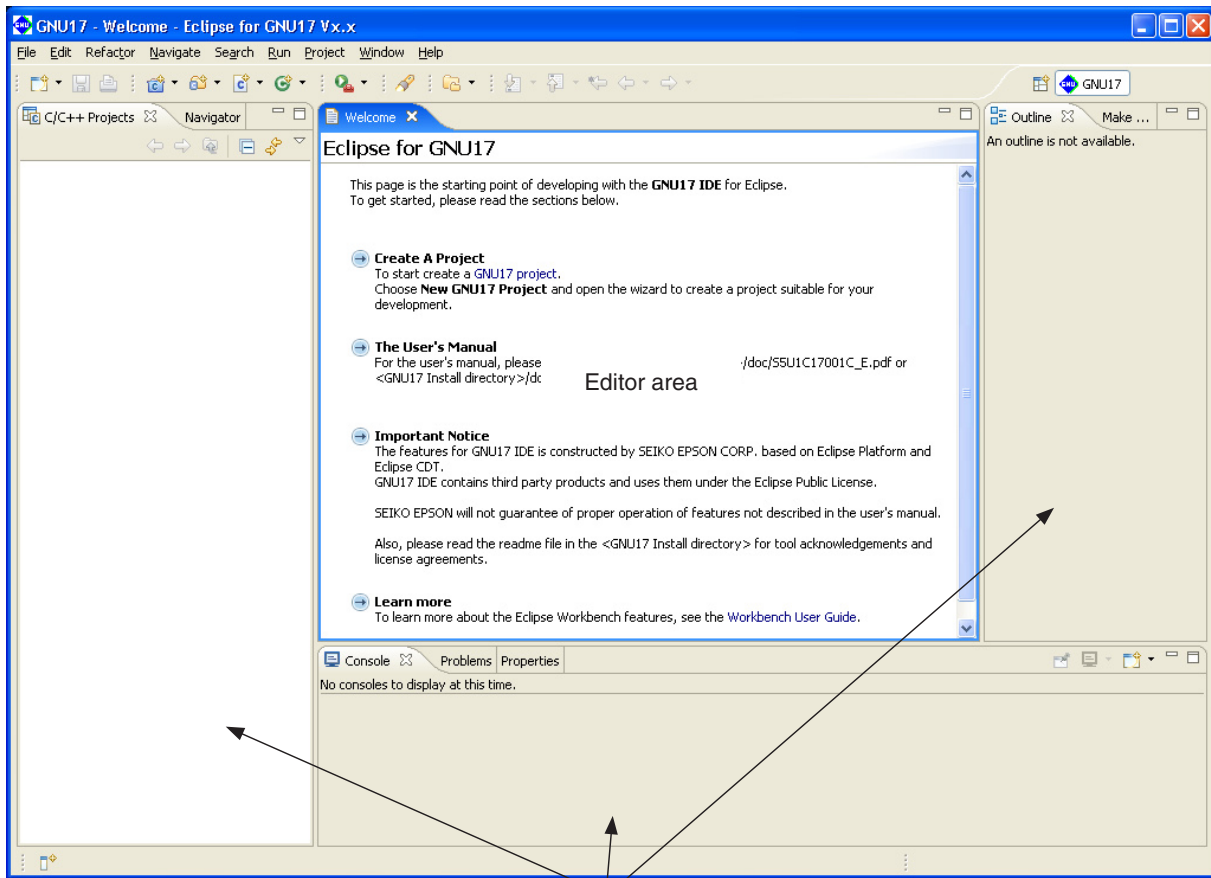 GNU17 - Welcome - Eclipse for GNU17 Vx.x
File Edit Refactor Navigate Search Run Project Window Help
GNU17
C/C++ Projects Navigator
Welcome
Outline Make ...
Eclipse for GNU17
An outline is not available.
This page is the starting point of developing with the GNU17 IDE for Eclipse.
To get started, please read the sections below.
Create A Project
To start create a GNU17 project.
Choose New GNU17 Project and open the wizard to create a project suitable for your
development.
The User's Manual
For the user's manual, please /doc/S5U1C17001C_E.pdf or
<GNU17 Install directory>/dc
Editor area
Important Notice
The features for GNU17 IDE is constructed by SEIKO EPSON CORP. based on Eclipse Platform and
Eclipse CDT.
GNU17 IDE contains third party products and uses them under the Eclipse Public License.
SEIKO EPSON will not guarantee of proper operation of features not described in the user's manual.
Also, please read the readme file in the <GNU17 Install directory> for tool acknowledgements and
license agreements.
Learn more
To learn more about the Eclipse Workbench features, see the Workbench User Guide.
Console Problems Properties
No consoles to display at this time.